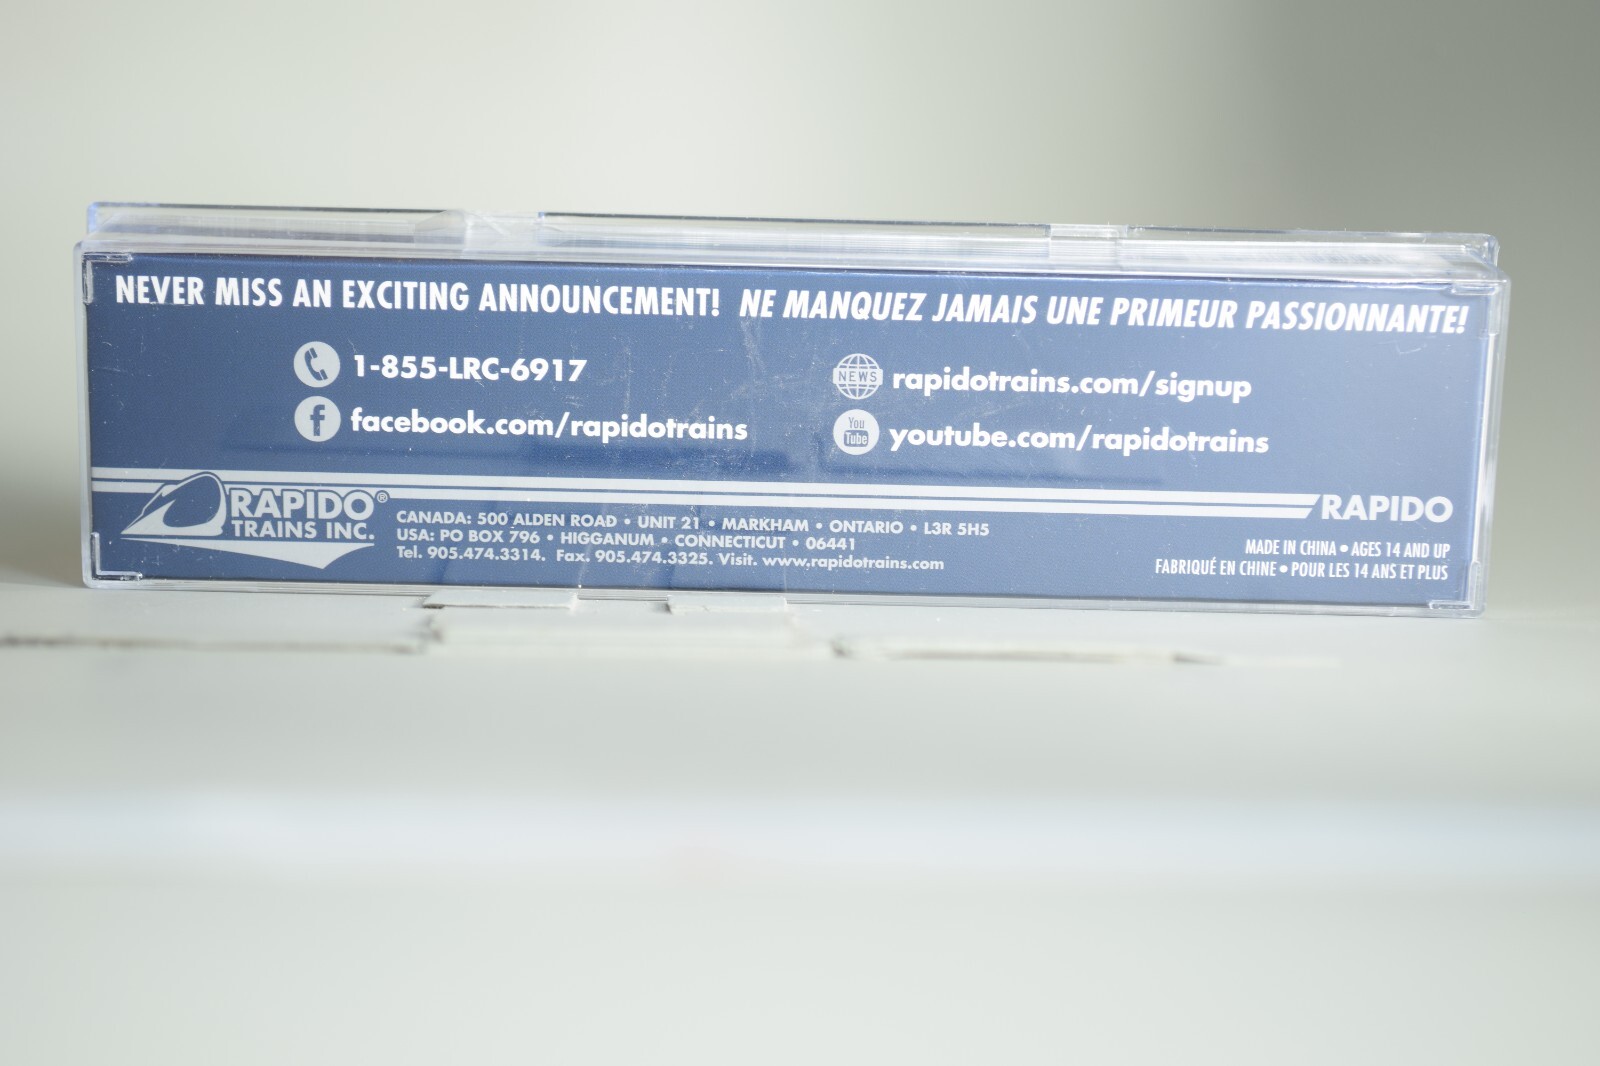 NEVER MISS AN EXCITING ANNOUNCEMENT! NE MANQUEZ JAMAIS UNE PRIMEUR PASSIONNANTE!
1-855-LRC-6917
NEWS rapidotrains.com/signup
facebook.com/rapidotrains
You Tube youtube.com/rapidotrains
RAPIDO®
TRAINS INC.
CANADA: 500 ALDEN ROAD • UNIT 21 • MARKHAM • ONTARIO • L3R 5H5
USA: PO BOX 796 • HIGGANUM • CONNECTICUT • 06441
Tel. 905.474.3314. Fax. 905.474.3325. Visit. www.rapidotrains.com
RAPIDO
MADE IN CHINA • AGES 14 AND UP
FABRIQUÉ EN CHINE • POUR LES 14 ANS ET PLUS